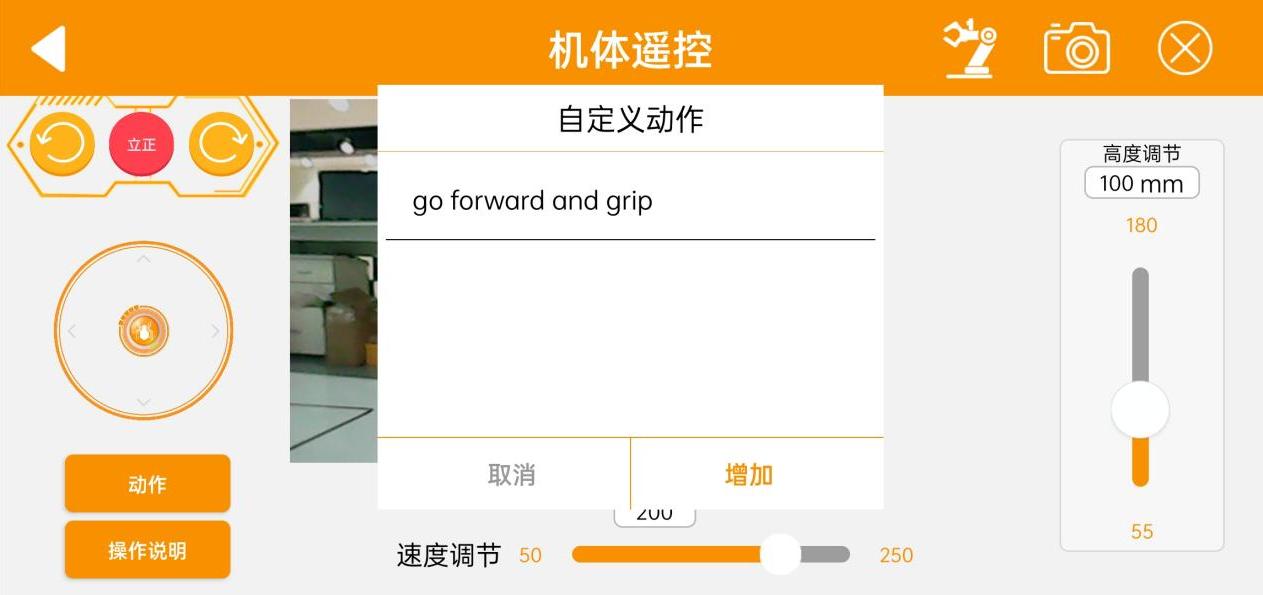 机体遥控
立正
自定义动作
go forward and grip
取消
增加
动作
操作说明
200
速度调节 50 250
高度调节
100 mm
180
55